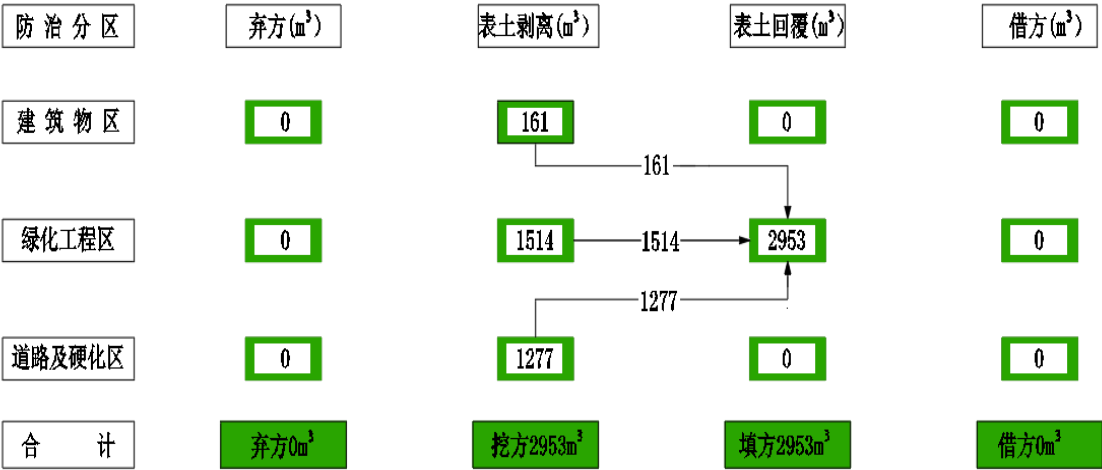 防治分区 弃方(m³) 表土剥离(m³) 表土回覆(m³) 借方(m³)
建筑物区 0 161 0 0
161
绿化工程区 0 1514 1514 2953 0
1277
道路及硬化区 0 1277 0 0
合计 弃方0m³ 挖方2953m³ 填方2953m³ 借方0m³